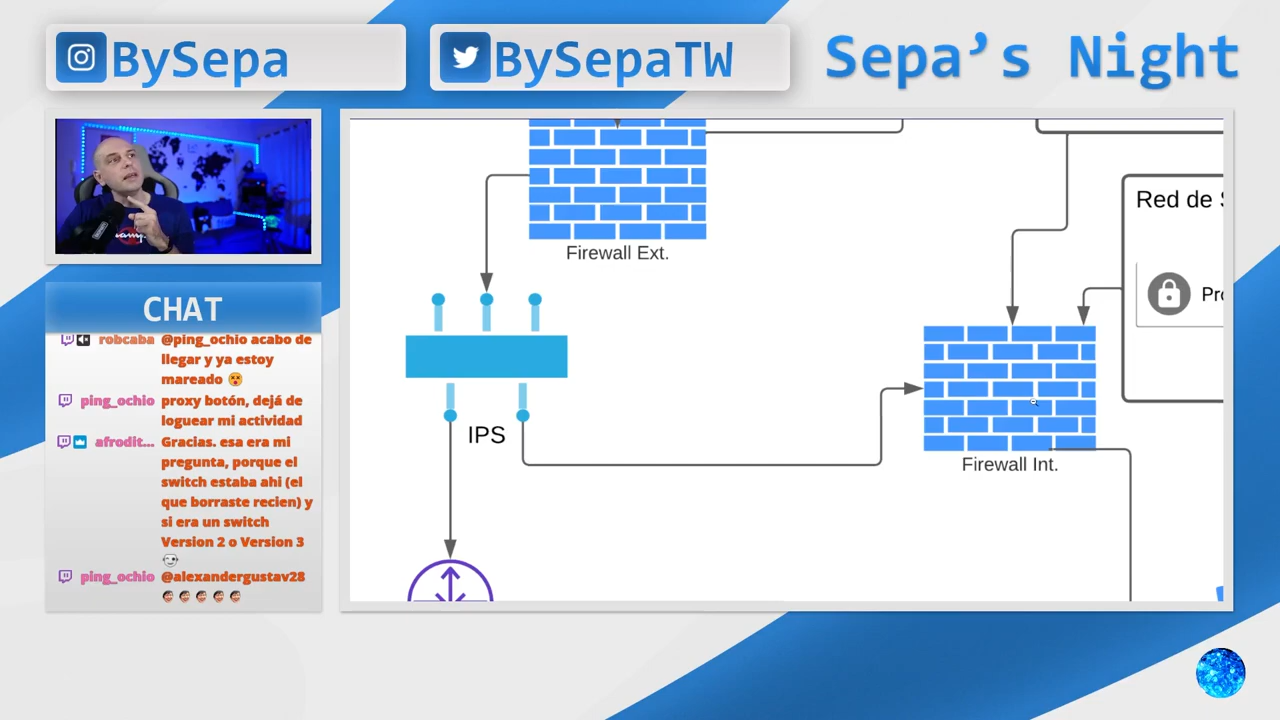 BySepa
BySepaTW
Sepa’s Night
CHAT
robcaba @ping_ochio acabo de
llegar y ya estoy
mareado
ping_ochio proxy botón, dejá de
loguear mi actividad
afrodit... Gracias. esa era mi
pregunta, porque el
switch estaba ahi (el
que borraste recien) y
si era un switch
Version 2 o Version 3
ping_ochio @alexandergustav28
Firewall Ext.
IPS
Firewall Int.
Red de
Pro